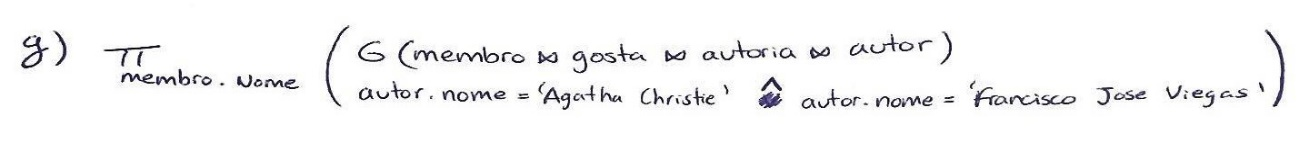 g) π membro.Nome ( σ (membro ⋈ gosta ⋈ autoria ⋈ autor)
autor.nome = 'Agatha Christie' ^ autor.nome = 'Francisco Jose Viegas' )